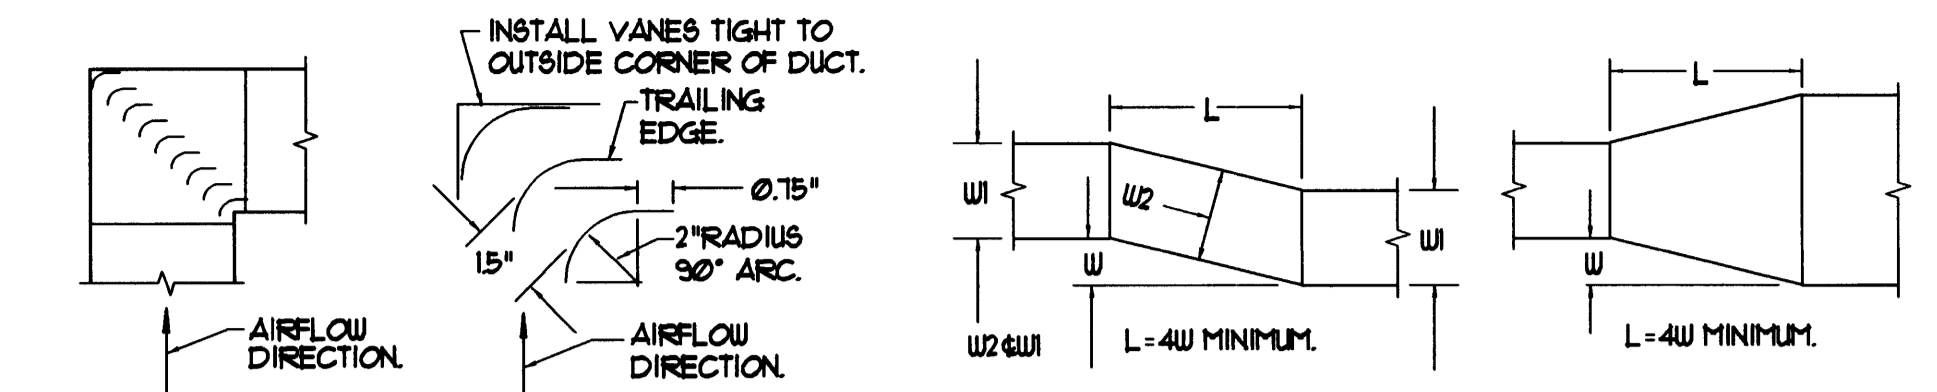 INSTALL VANES TIGHT TO
OUTSIDE CORNER OF DUCT.
TRAILING
EDGE.
0.75"
2"RADIUS
90° ARC.
1.5"
AIRFLOW
DIRECTION.
AIRFLOW
DIRECTION.
L
W1
W2
W
W1
W2¢W1
L=4W MINIMUM.
L
W
L=4W MINIMUM.